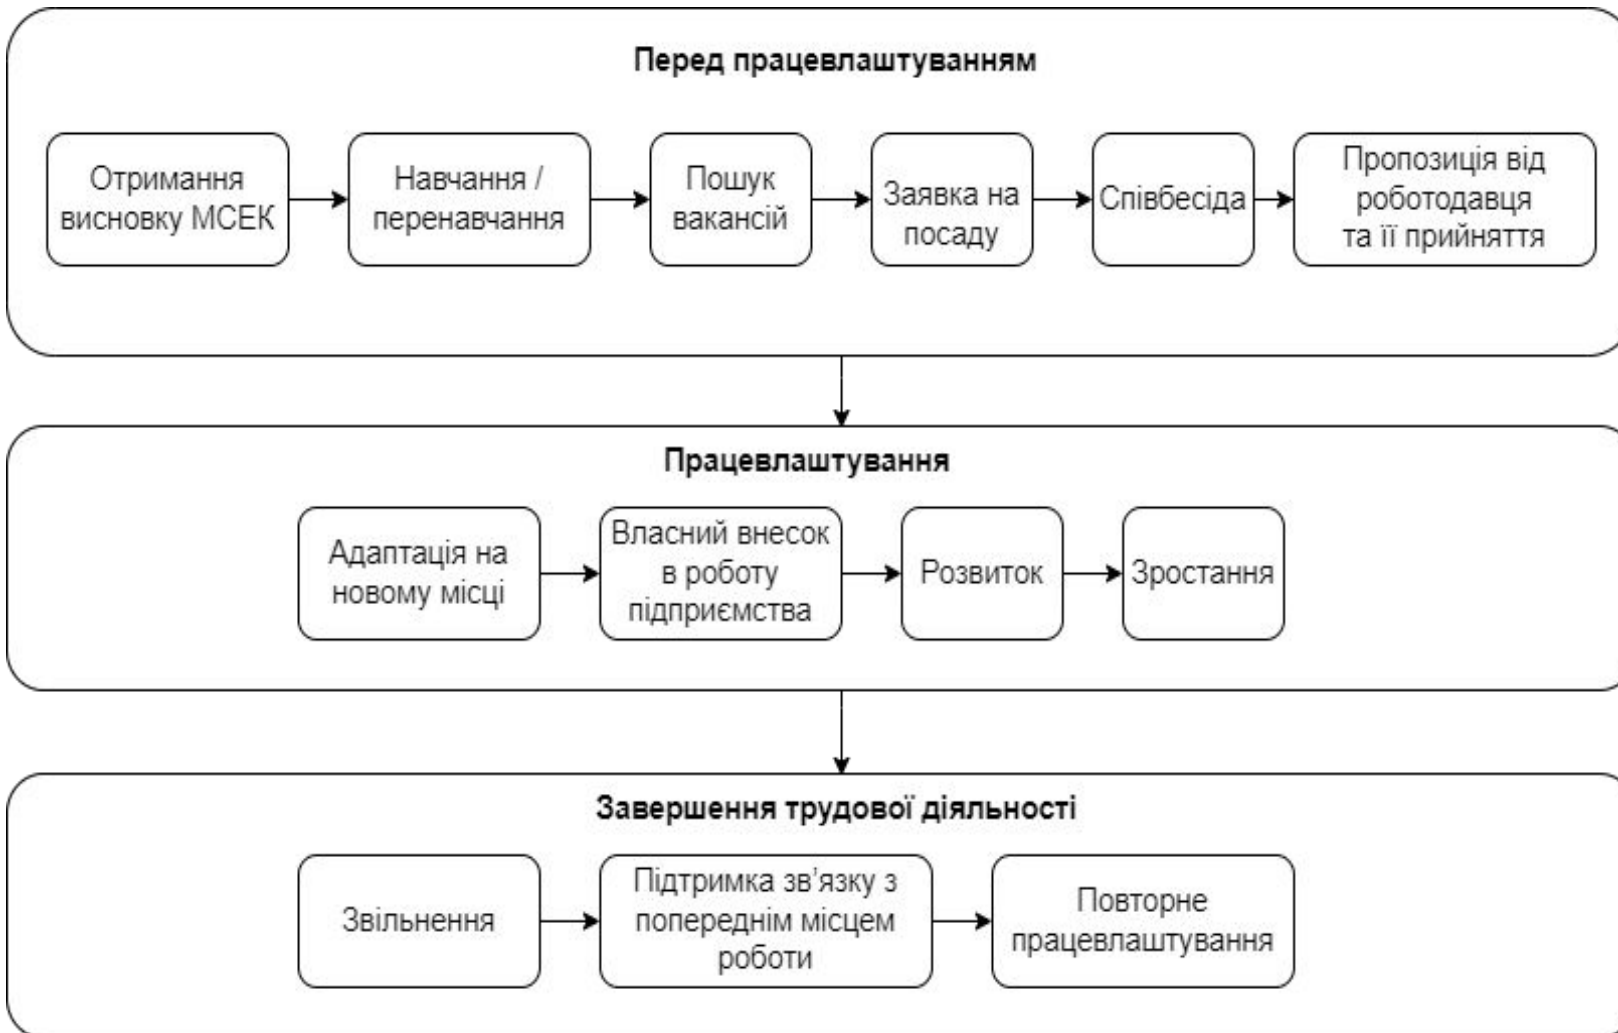 Перед працевлаштуванням
Отримання
висновку МСЕК
Навчання /
перенавчання
Пошук
вакансій
Заявка на
посаду
Співбесіда
Пропозиція від
роботодавця
та її прийняття
Працевлаштування
Адаптація на
новому місці
Власний внесок
в роботу
підприємства
Розвиток
Зростання
Завершення трудової діяльності
Звільнення
Підтримка зв’язку з
попереднім місцем
роботи
Повторне
працевлаштування